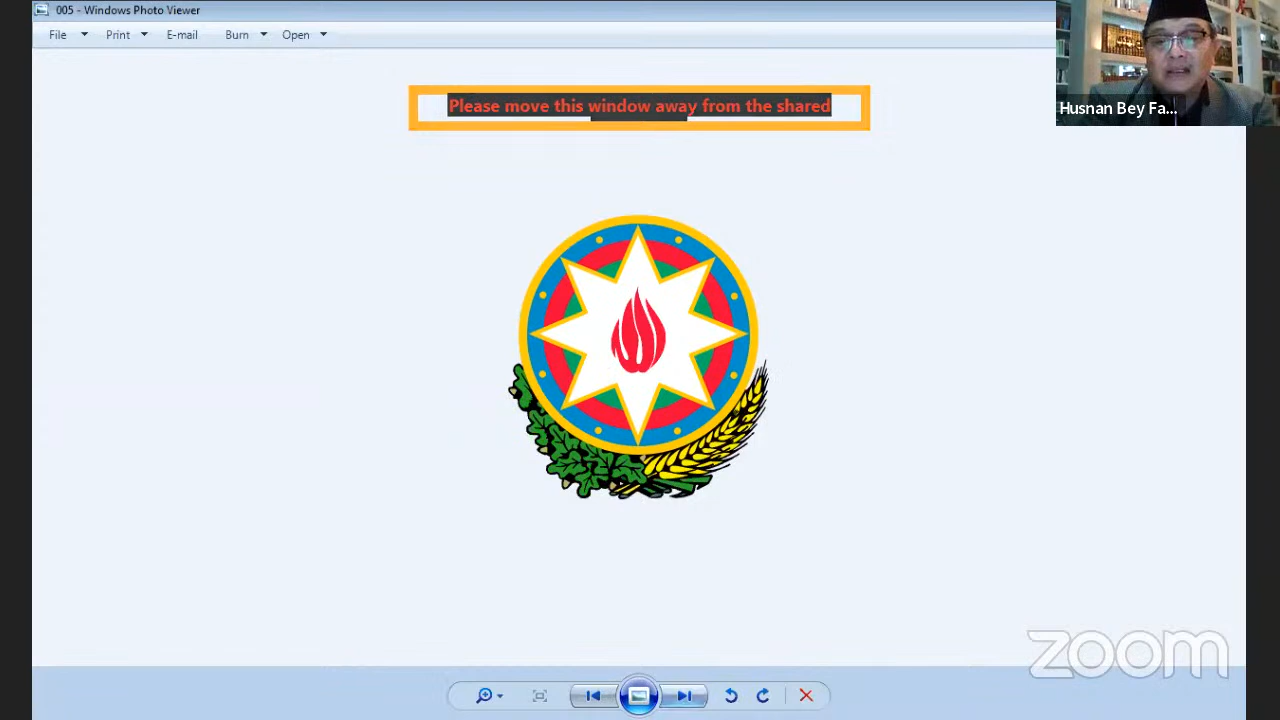 005 - Windows Photo Viewer
File Print E-mail Burn Open
Please move this window away from the shared
Husnan Bey Fa...
zoom